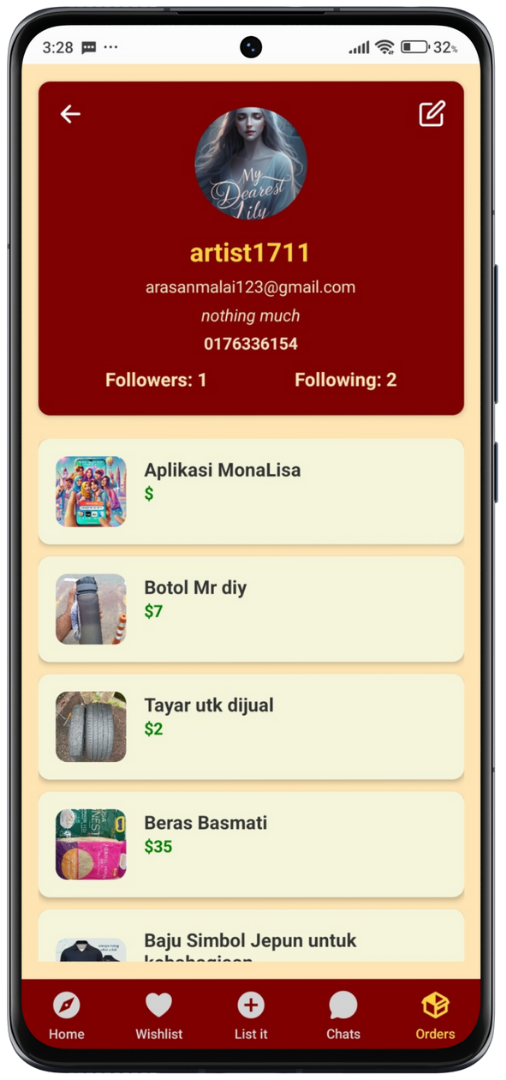 3:28
32%
My
Dearest
Lily
artist1711
arasanmalai123@gmail.com
nothing much
0176336154
Followers: 1 Following: 2
Aplikasi MonaLisa
$
Botol Mr diy
$7
Tayar utk dijual
$2
Beras Basmati
$35
Baju Simbol Jepun untuk
Home Wishlist List it Chats Orders